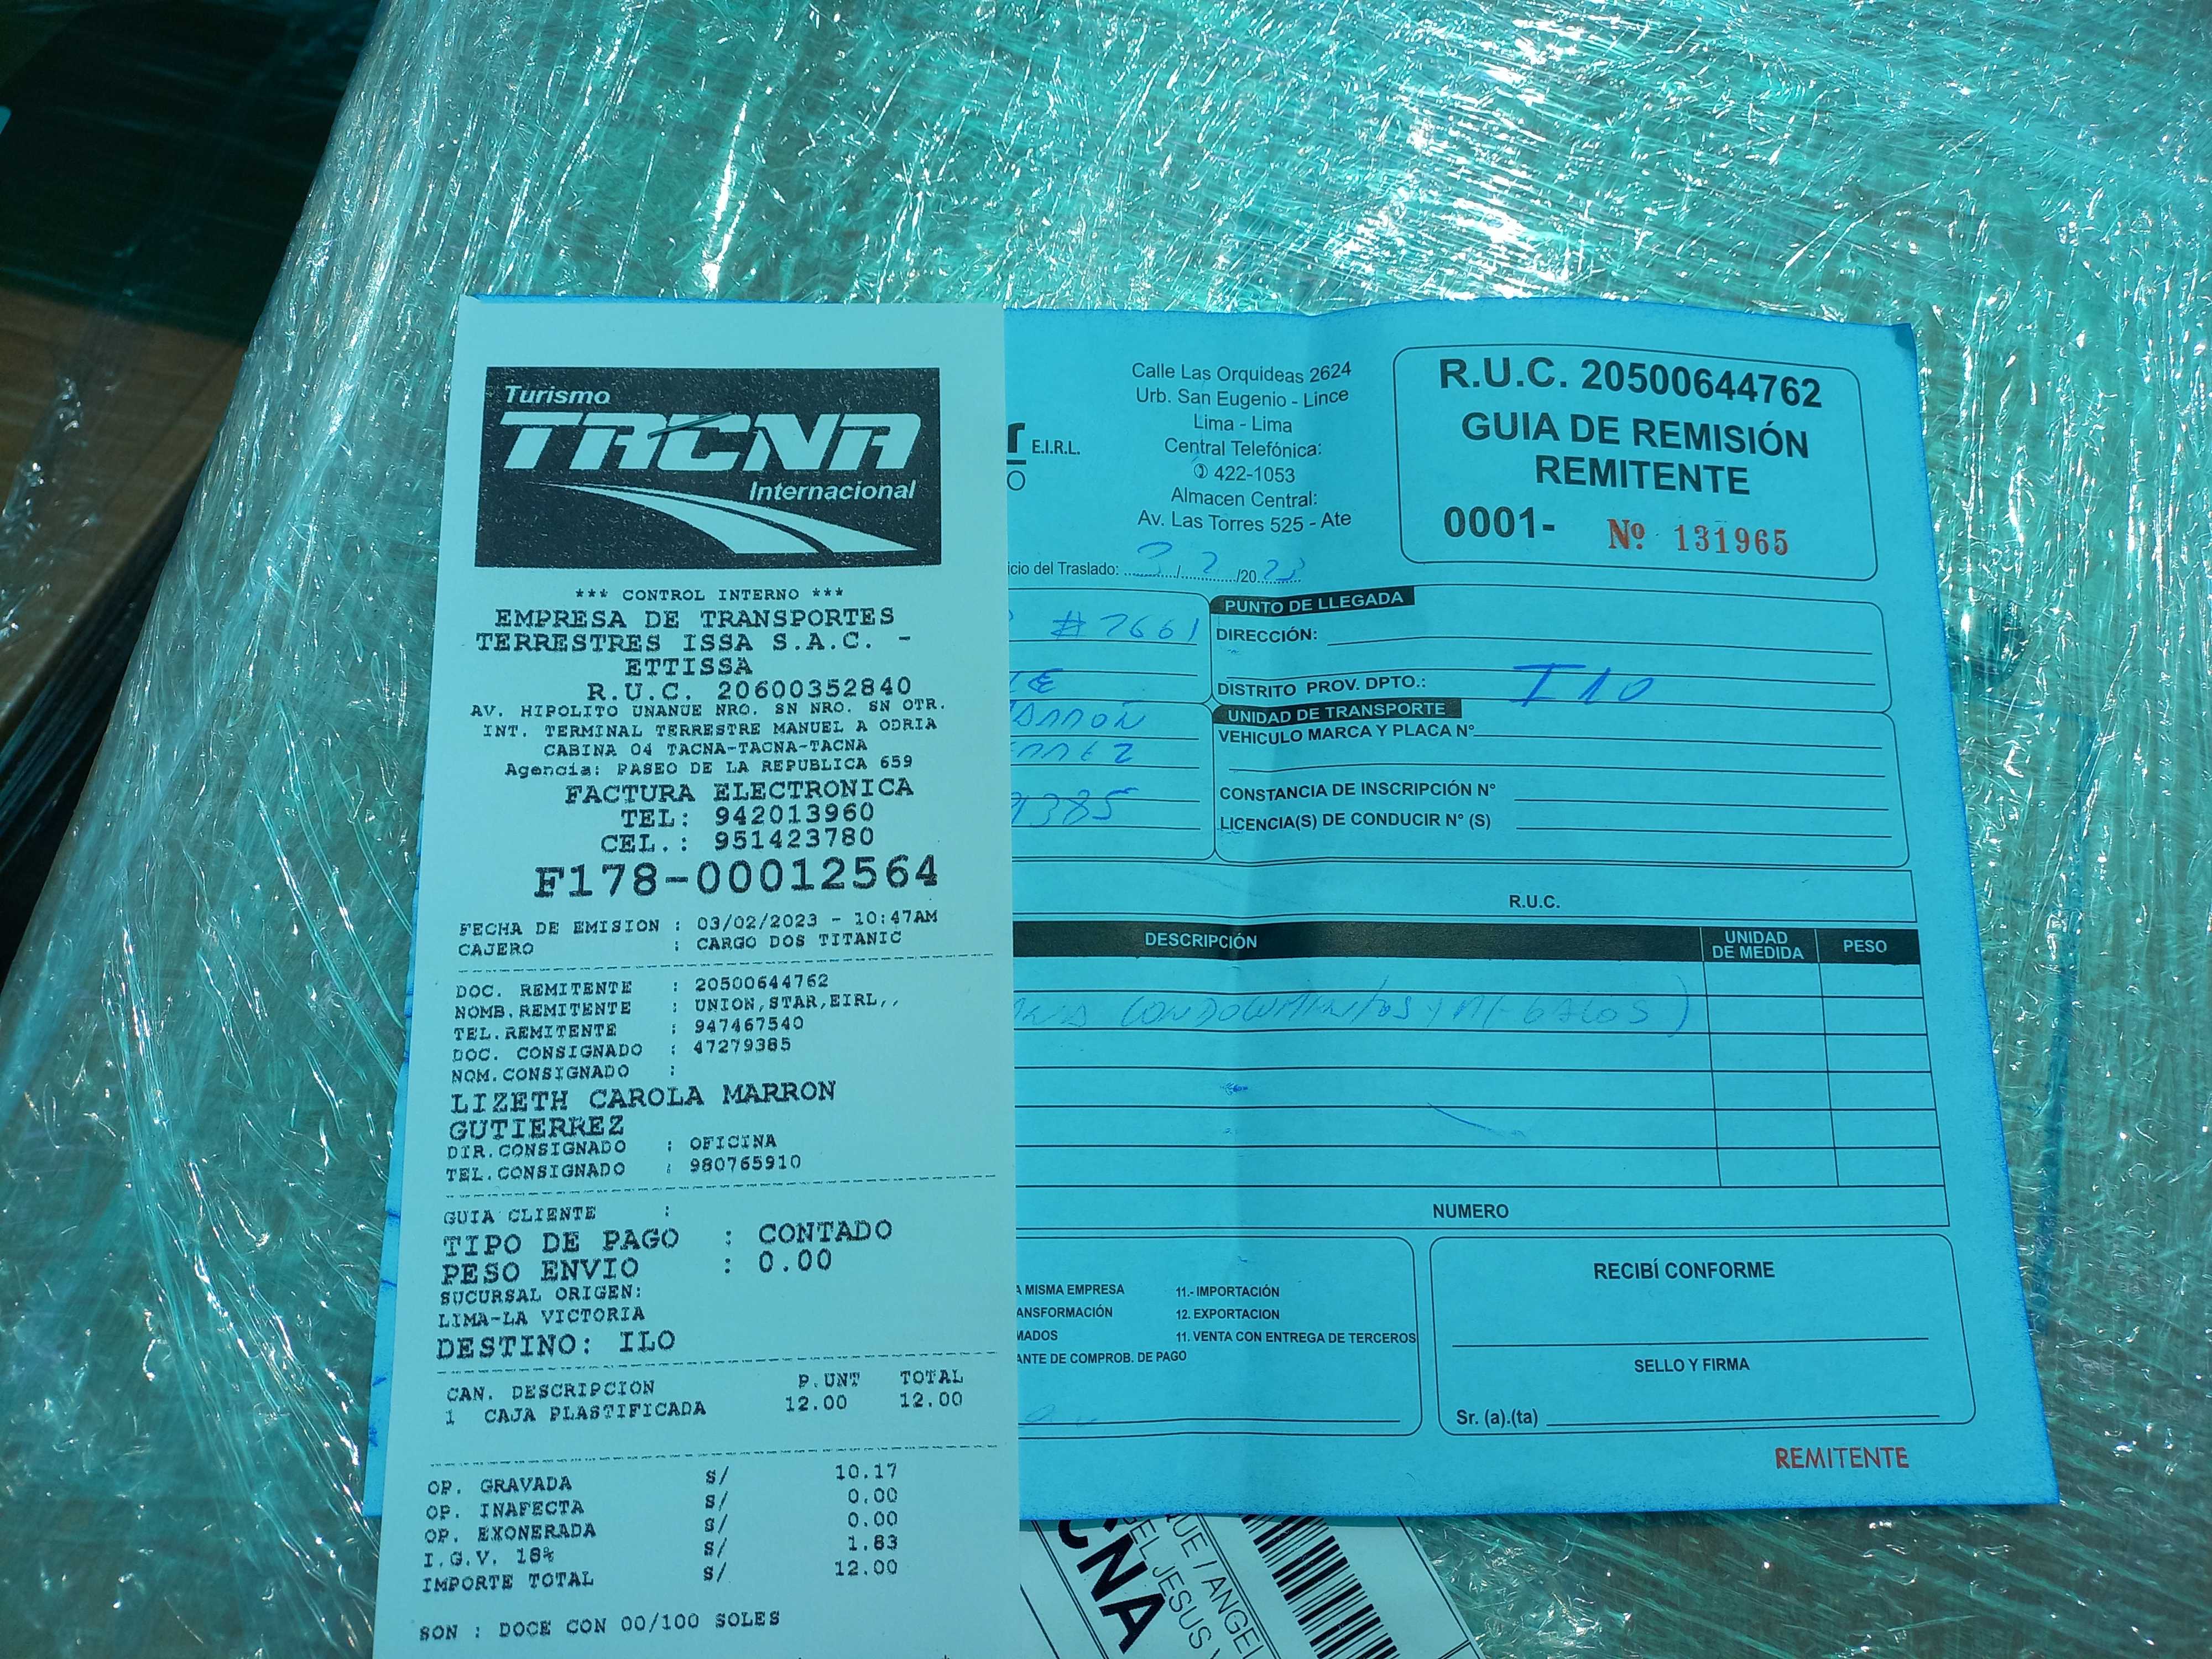 Turismo
TACNA
Internacional
*** CONTROL INTERNO ***
EMPRESA DE TRANSPORTES
TERRESTRES ISSA S.A.C. -
ETTISSA
R.U.C. 20600352840
AV. HIPOLITO UNANUE NRO. SN NRO. SN OTR.
INT. TERMINAL TERRESTRE MANUEL A ODRIA
CABINA 04 TACNA-TACNA-TACNA
Agencia: PASEO DE LA REPUBLICA 659
FACTURA ELECTRONICA
TEL: 942013960
CEL.: 951423780
F178-00012564
FECHA DE EMISION : 03/02/2023 - 10:47AM
CAJERO : CARGO DOS TITANIC
DOC. REMITENTE : 20500644762
NOMB.REMITENTE : UNION,STAR,EIRL,,
TEL.REMITENTE : 947467540
DOC. CONSIGNADO : 47279385
NOM.CONSIGNADO :
LIZETH CAROLA MARRON
GUTIERREZ
DIR.CONSIGNADO : OFICINA
TEL.CONSIGNADO : 980765910
GUIA CLIENTE :
TIPO DE PAGO : CONTADO
PESO ENVIO : 0.00
SUCURSAL ORIGEN:
LIMA-LA VICTORIA
DESTINO: ILO
CAN. DESCRIPCION P.UNT TOTAL
1 CAJA PLASTIFICADA 12.00 12.00
OP. GRAVADA S/ 10.17
OP. INAFECTA S/ 0.00
OP. EXONERADA S/ 0.00
I.G.V. 18% S/ 1.83
IMPORTE TOTAL S/ 12.00
SON : DOCE CON 00/100 SOLES
r E.I.R.L.
O
Calle Las Orquideas 2624
Urb. San Eugenio - Lince
Lima - Lima
Central Telefónica:
422-1053
Almacen Central:
Av. Las Torres 525 - Ate
R.U.C. 20500644762
GUIA DE REMISIÓN
REMITENTE
0001- Nº 131965
icio del Traslado: 3/2/2023
#7661
9385
PUNTO DE LLEGADA
DIRECCIÓN:
DISTRITO PROV. DPTO.: ILO
UNIDAD DE TRANSPORTE
VEHICULO MARCA Y PLACA N°
CONSTANCIA DE INSCRIPCIÓN N°
LICENCIA(S) DE CONDUCIR N° (S)
R.U.C.
DESCRIPCIÓN UNIDAD DE MEDIDA PESO
NUMERO
A MISMA EMPRESA 11.- IMPORTACIÓN
ANSFORMACIÓN 12. EXPORTACION
MADOS 11. VENTA CON ENTREGA DE TERCEROS
ANTE DE COMPROB. DE PAGO
RECIBÍ CONFORME
SELLO Y FIRMA
Sr. (a).(ta)
REMITENTE
CNA
UE / ANGEL
EL JESUS